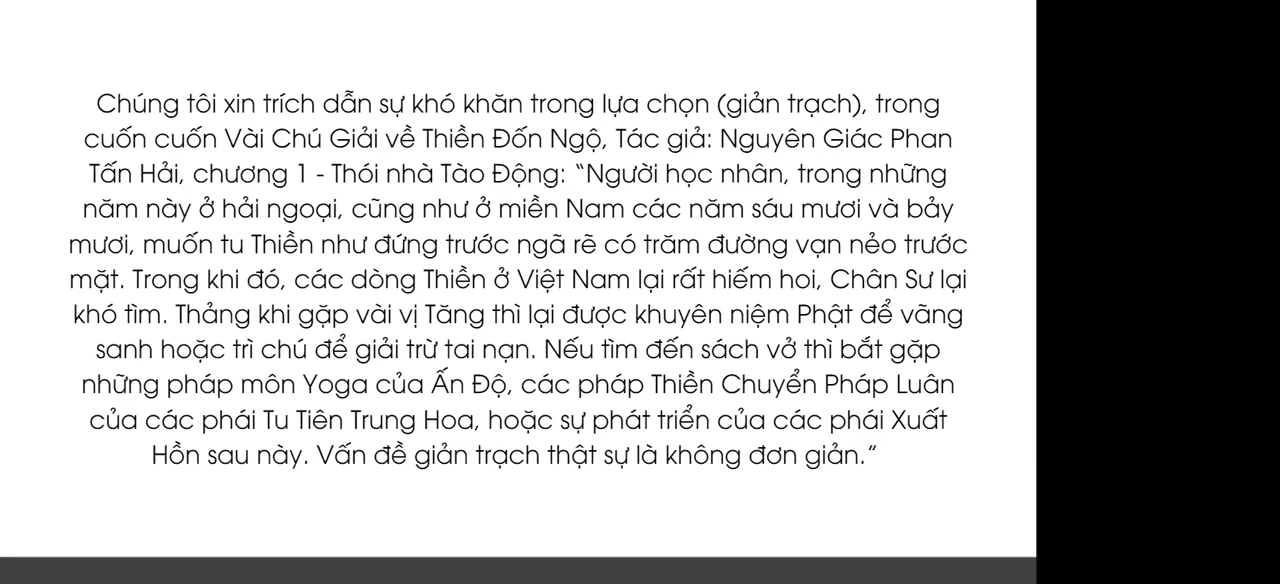 Chúng tôi xin trích dẫn sự khó khăn trong lựa chọn (giản trạch), trong
cuốn cuốn Vài Chú Giải về Thiền Đốn Ngộ, Tác giả: Nguyên Giác Phan
Tấn Hải, chương 1 - Thói nhà Tào Động: “Người học nhân, trong những
năm này ở hải ngoại, cũng như ở miền Nam các năm sáu mươi và bảy
mươi, muốn tu Thiền như đứng trước ngã rẽ có trăm đường vạn nẻo trước
mặt. Trong khi đó, các dòng Thiền ở Việt Nam lại rất hiếm hoi, Chân Sư lại
khó tìm. Thảng khi gặp vài vị Tăng thì lại được khuyên niệm Phật để vãng
sanh hoặc trì chú để giải trừ tai nạn. Nếu tìm đến sách vở thì bắt gặp
những pháp môn Yoga của Ấn Độ, các pháp Thiền Chuyển Pháp Luân
của các phái Tu Tiên Trung Hoa, hoặc sự phát triển của các phái Xuất
Hồn sau này. Vấn đề giản trạch thật sự là không đơn giản.“